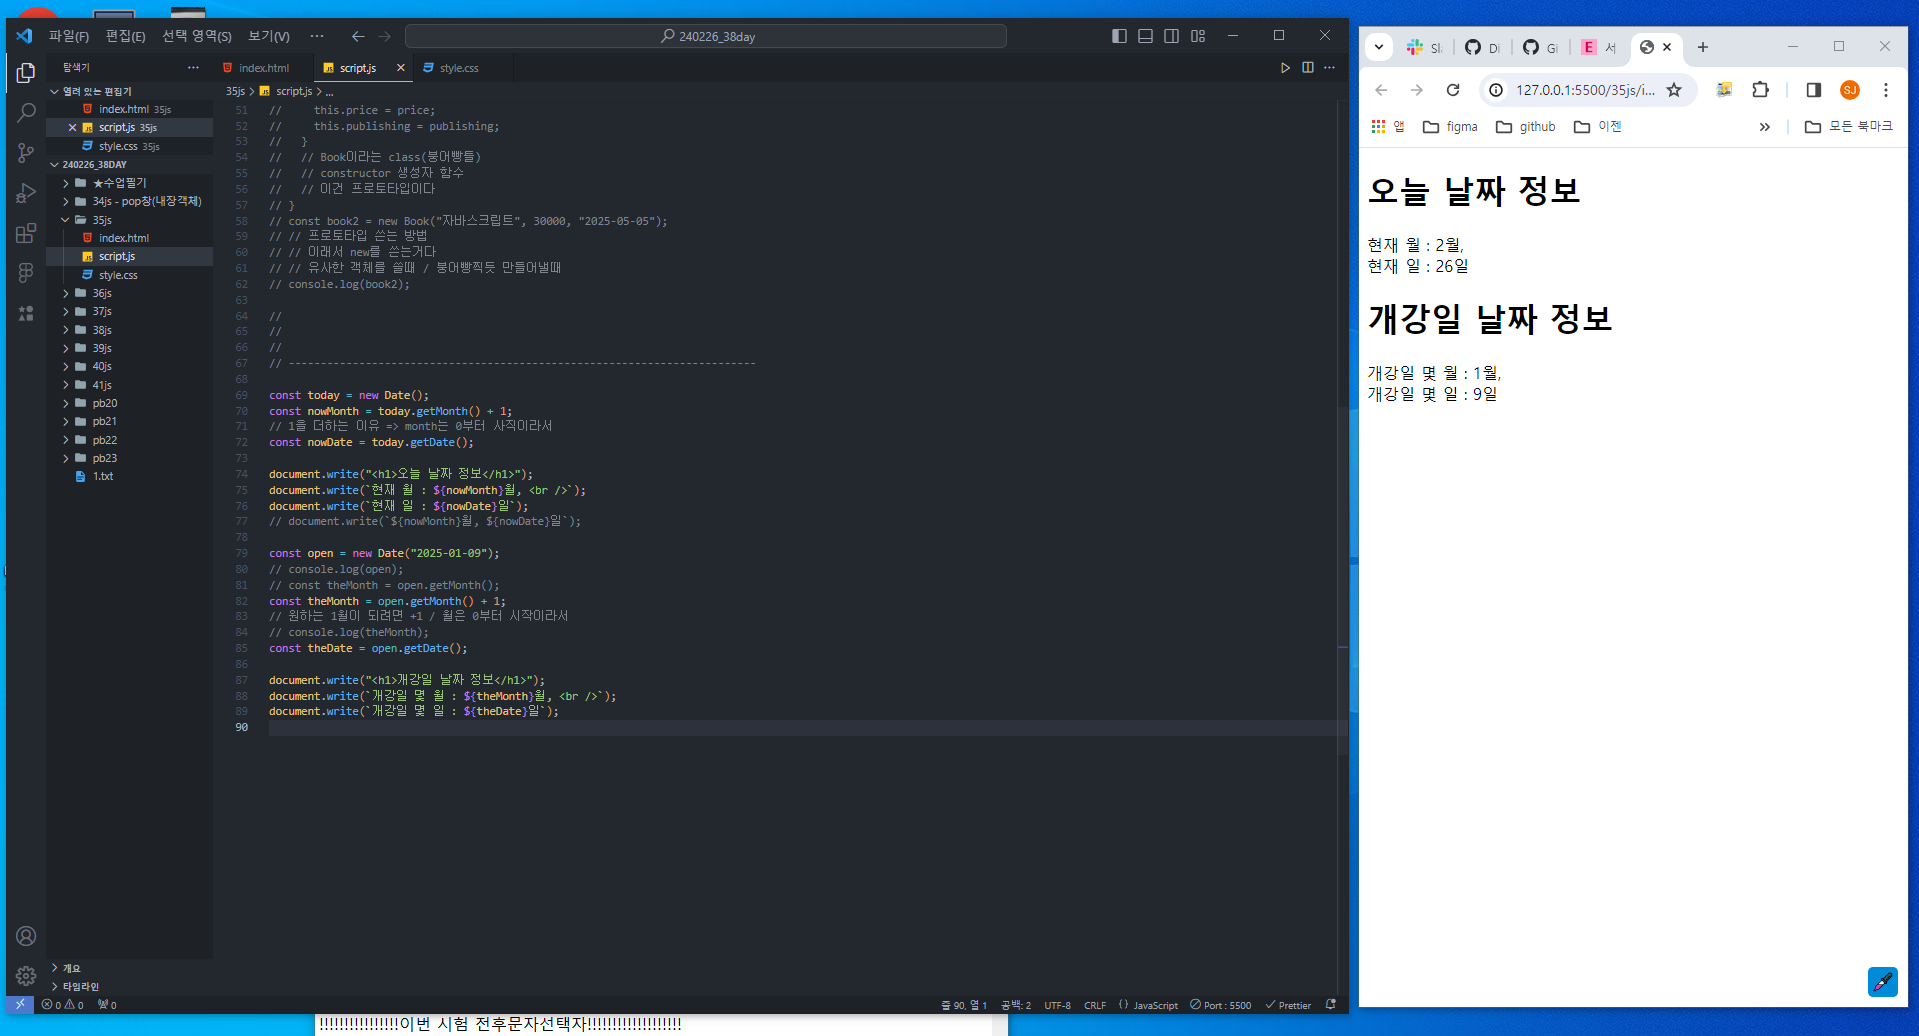 파일(F) 편집(E) 선택 영역(S) 보기(V) ···
240226_38day
탐색기
index.html
script.js
style.css
35js > script.js > ...
열려 있는 편집기
index.html 35js
script.js 35js
style.css 35js
240226_38DAY
★수업필기
34js - pop창(내장객체)
35js
index.html
script.js
style.css
36js
37js
38js
39js
40js
41js
pb20
pb21
pb22
pb23
1.txt
개요
타임라인
51 //     this.price = price;
52 //     this.publishing = publishing;
53 //   }
54 //   // Book이라는 class(붕어빵틀)
55 //   // constructor 생성자 함수
56 //   // 이건 프로토타입이다
57 // }
58 // const book2 = new Book("자바스크립트", 30000, "2025-05-05");
59 // // 프로토타입 쓰는 방법
60 // // 이래서 new를 쓰는거다
61 // // 유사한 객체를 쓸때 / 붕어빵찍듯 만들어낼때
62 // console.log(book2);
63
64 //
65 //
66 //
67 // -------------------------------------------------------------------------
68
69 const today = new Date();
70 const nowMonth = today.getMonth() + 1;
71 // 1을 더하는 이유 => month는 0부터 사직이라서
72 const nowDate = today.getDate();
73
74 document.write("<h1>오늘 날짜 정보</h1>");
75 document.write(`현재 월 : ${nowMonth}월, <br />`);
76 document.write(`현재 일 : ${nowDate}일`);
77 // document.write(`${nowMonth}월, ${nowDate}일`);
78
79 const open = new Date("2025-01-09");
80 // console.log(open);
81 // const theMonth = open.getMonth();
82 const theMonth = open.getMonth() + 1;
83 // 원하는 1월이 되려면 +1 / 월은 0부터 시작이라서
84 // console.log(theMonth);
85 const theDate = open.getDate();
86
87 document.write("<h1>개강일 날짜 정보</h1>");
88 document.write(`개강일 몇 월 : ${theMonth}월, <br />`);
89 document.write(`개강일 몇 일 : ${theDate}일`);
90
0 0 0
줄 90, 열 1 공백: 2 UTF-8 CRLF {} JavaScript Port : 5500 Prettier
!!!!!!!!!!!!!!!!이번 시험 전후문자선택자!!!!!!!!!!!!!!!!!!!
Sl Di Gi E 서
127.0.0.1:5500/35js/i... SJ
앱 figma github 이젠 » 모든 북마크
오늘 날짜 정보
현재 월 : 2월,
현재 일 : 26일
개강일 날짜 정보
개강일 몇 월 : 1월,
개강일 몇 일 : 9일